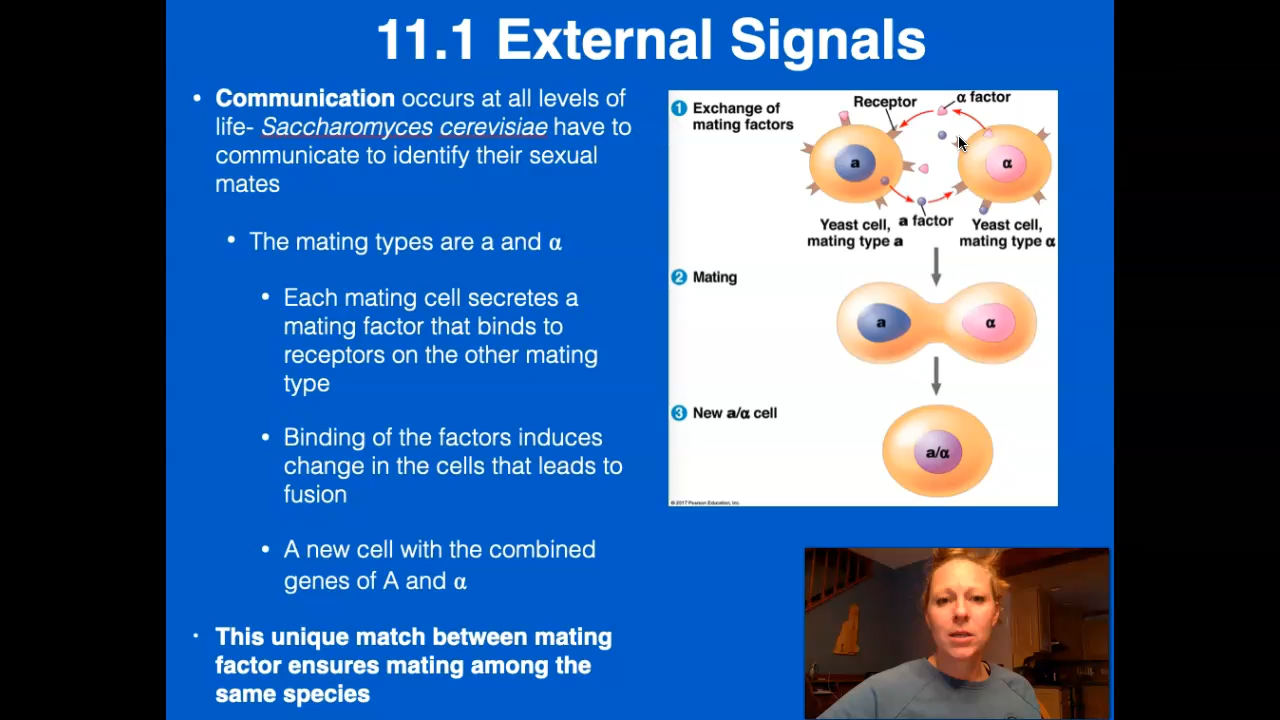 11.1 External Signals
• Communication occurs at all levels of
life- Saccharomyces cerevisiae have to
communicate to identify their sexual
mates
• The mating types are a and α
• Each mating cell secretes a
mating factor that binds to
receptors on the other mating
type
• Binding of the factors induces
change in the cells that leads to
fusion
• A new cell with the combined
genes of A and α
• This unique match between mating
factor ensures mating among the
same species
1 Exchange of
mating factors
Receptor
α factor
a
α
Yeast cell,
mating type a
a factor
Yeast cell,
mating type α
2 Mating
a
α
3 New a/α cell
a/α
© 2017 Pearson Education, Inc.